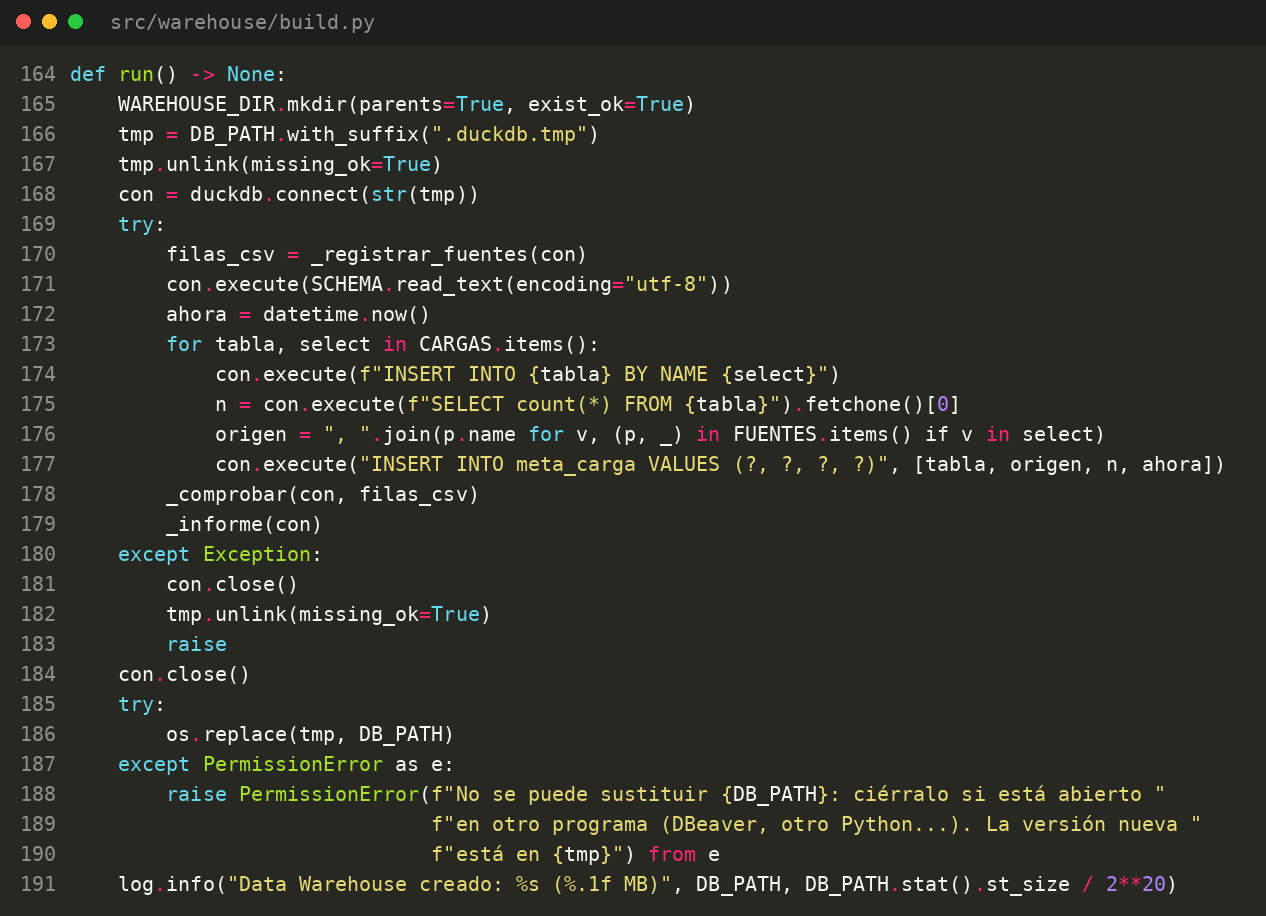 src/warehouse/build.py
164 def run() -> None:
165     WAREHOUSE_DIR.mkdir(parents=True, exist_ok=True)
166     tmp = DB_PATH.with_suffix(".duckdb.tmp")
167     tmp.unlink(missing_ok=True)
168     con = duckdb.connect(str(tmp))
169     try:
170         filas_csv = _registrar_fuentes(con)
171         con.execute(SCHEMA.read_text(encoding="utf-8"))
172         ahora = datetime.now()
173         for tabla, select in CARGAS.items():
174             con.execute(f"INSERT INTO {tabla} BY NAME {select}")
175             n = con.execute(f"SELECT count(*) FROM {tabla}").fetchone()[0]
176             origen = ", ".join(p.name for v, (p, _) in FUENTES.items() if v in select)
177             con.execute("INSERT INTO meta_carga VALUES (?, ?, ?, ?)", [tabla, origen, n, ahora])
178         _comprobar(con, filas_csv)
179         _informe(con)
180     except Exception:
181         con.close()
182         tmp.unlink(missing_ok=True)
183         raise
184     con.close()
185     try:
186         os.replace(tmp, DB_PATH)
187     except PermissionError as e:
188         raise PermissionError(f"No se puede sustituir {DB_PATH}: ciérralo si está abierto "
189                               f"en otro programa (DBeaver, otro Python...). La versión nueva "
190                               f"está en {tmp}") from e
191     log.info("Data Warehouse creado: %s (%.1f MB)", DB_PATH, DB_PATH.stat().st_size / 2**20)